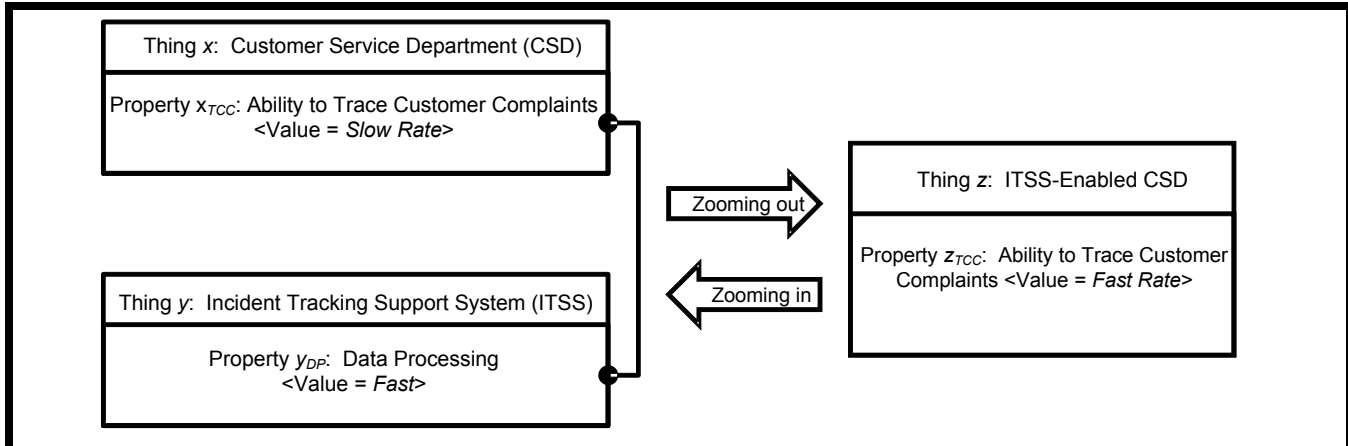 Thing x: Customer Service Department (CSD)
Property xTCC: Ability to Trace Customer Complaints
<Value = Slow Rate>
Thing y: Incident Tracking Support System (ITSS)
Property yDP: Data Processing
<Value = Fast>
Zooming out
Zooming in
Thing z: ITSS-Enabled CSD
Property zTCC: Ability to Trace Customer
Complaints <Value = Fast Rate>